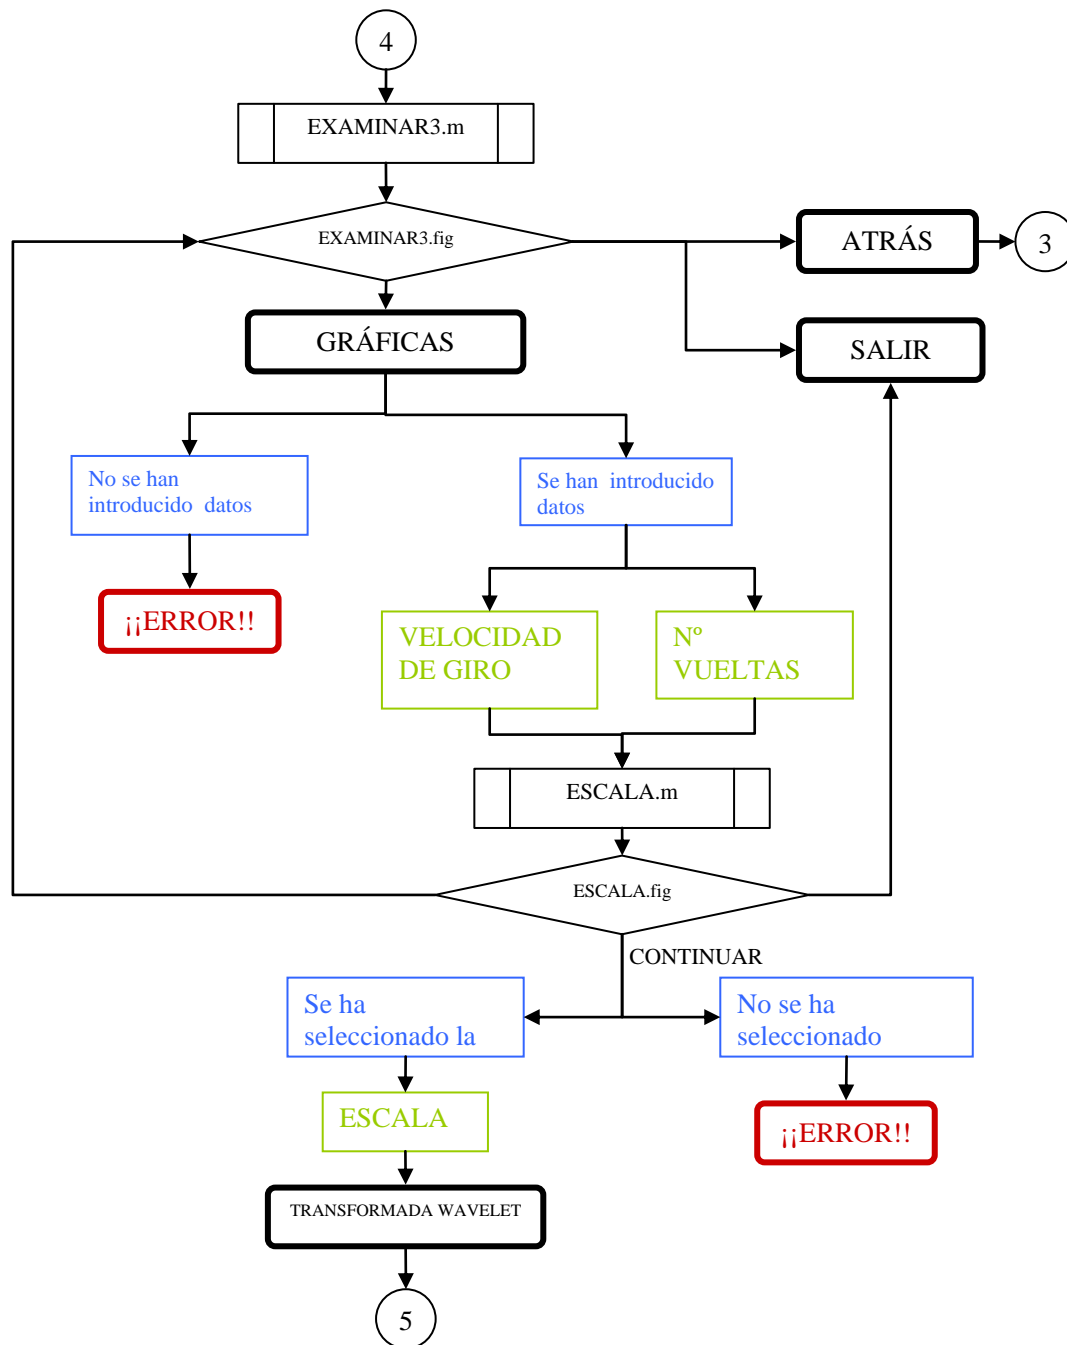 4
EXAMINAR3.m
EXAMINAR3.fig
ATRÁS
3
GRÁFICAS
SALIR
No se han
introducido datos
Se han introducido
datos
¡¡ERROR!!
VELOCIDAD
DE GIRO
Nº
VUELTAS
ESCALA.m
ESCALA.fig
CONTINUAR
Se ha
seleccionado la
No se ha
seleccionado
ESCALA
¡¡ERROR!!
TRANSFORMADA WAVELET
5